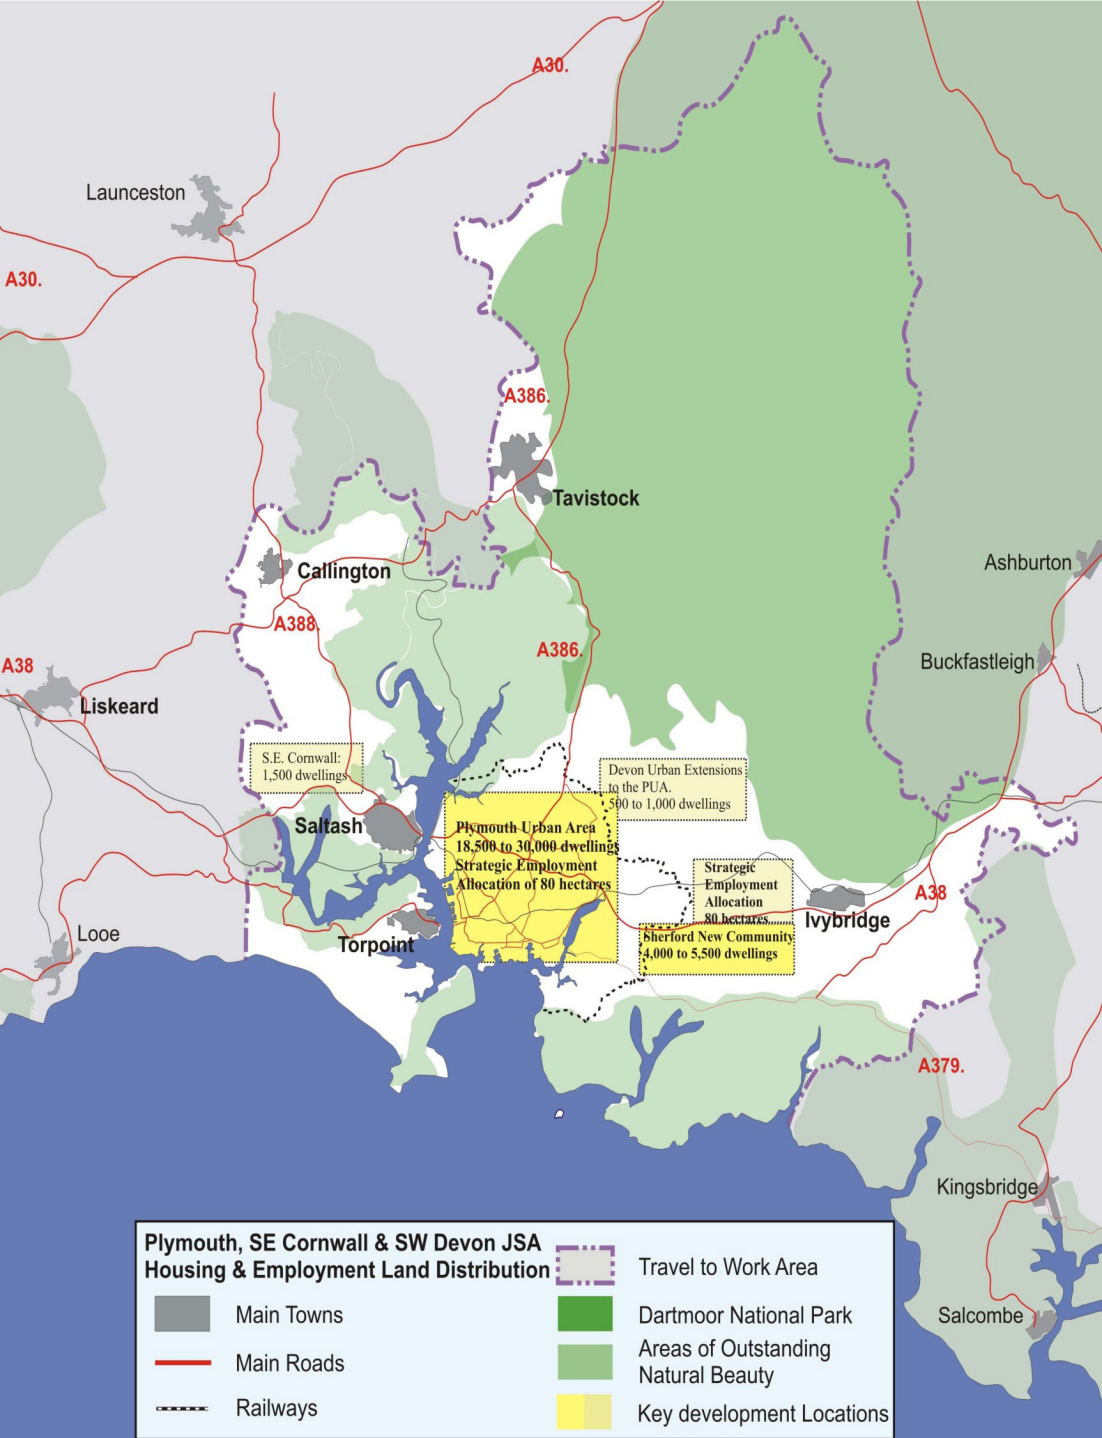 A30.
Launceston
A30.
A386.
Tavistock
Callington
Ashburton
A388.
A386.
Buckfastleigh
A38
Liskeard
S.E. Cornwall:
1,500 dwellings
Devon Urban Extensions
to the PUA.
500 to 1,000 dwellings
Saltash
Plymouth Urban Area
18,500 to 30,000 dwellings
Strategic Employment
Allocation of 80 hectares
Strategic
Employment
Allocation
80 hectares
A38
Ivybridge
Looe
Torpoint
Sherford New Community
4,000 to 5,500 dwellings
A379.
Kingsbridge
Salcombe
Plymouth, SE Cornwall & SW Devon JSA
Housing & Employment Land Distribution
Main Towns
Main Roads
Railways
Travel to Work Area
Dartmoor National Park
Areas of Outstanding
Natural Beauty
Key development Locations